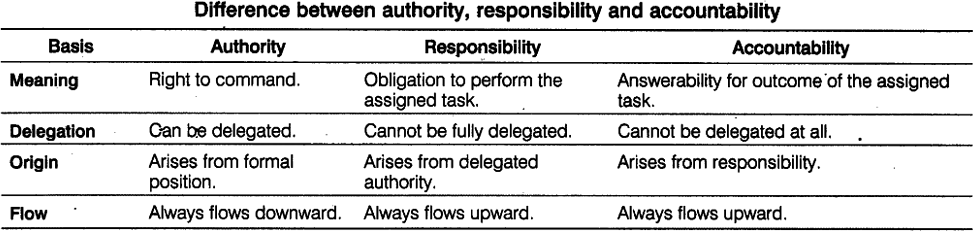 Difference between authority, responsibility and accountability
Basis Authority Responsibility Accountability
Meaning Right to command. Obligation to perform the Answerability for outcome of the assigned
assigned task. task.
Delegation Can be delegated. Cannot be fully delegated. Cannot be delegated at all.
Origin Arises from formal Arises from delegated Arises from responsibility.
position. authority.
Flow Always flows downward. Always flows upward. Always flows upward.